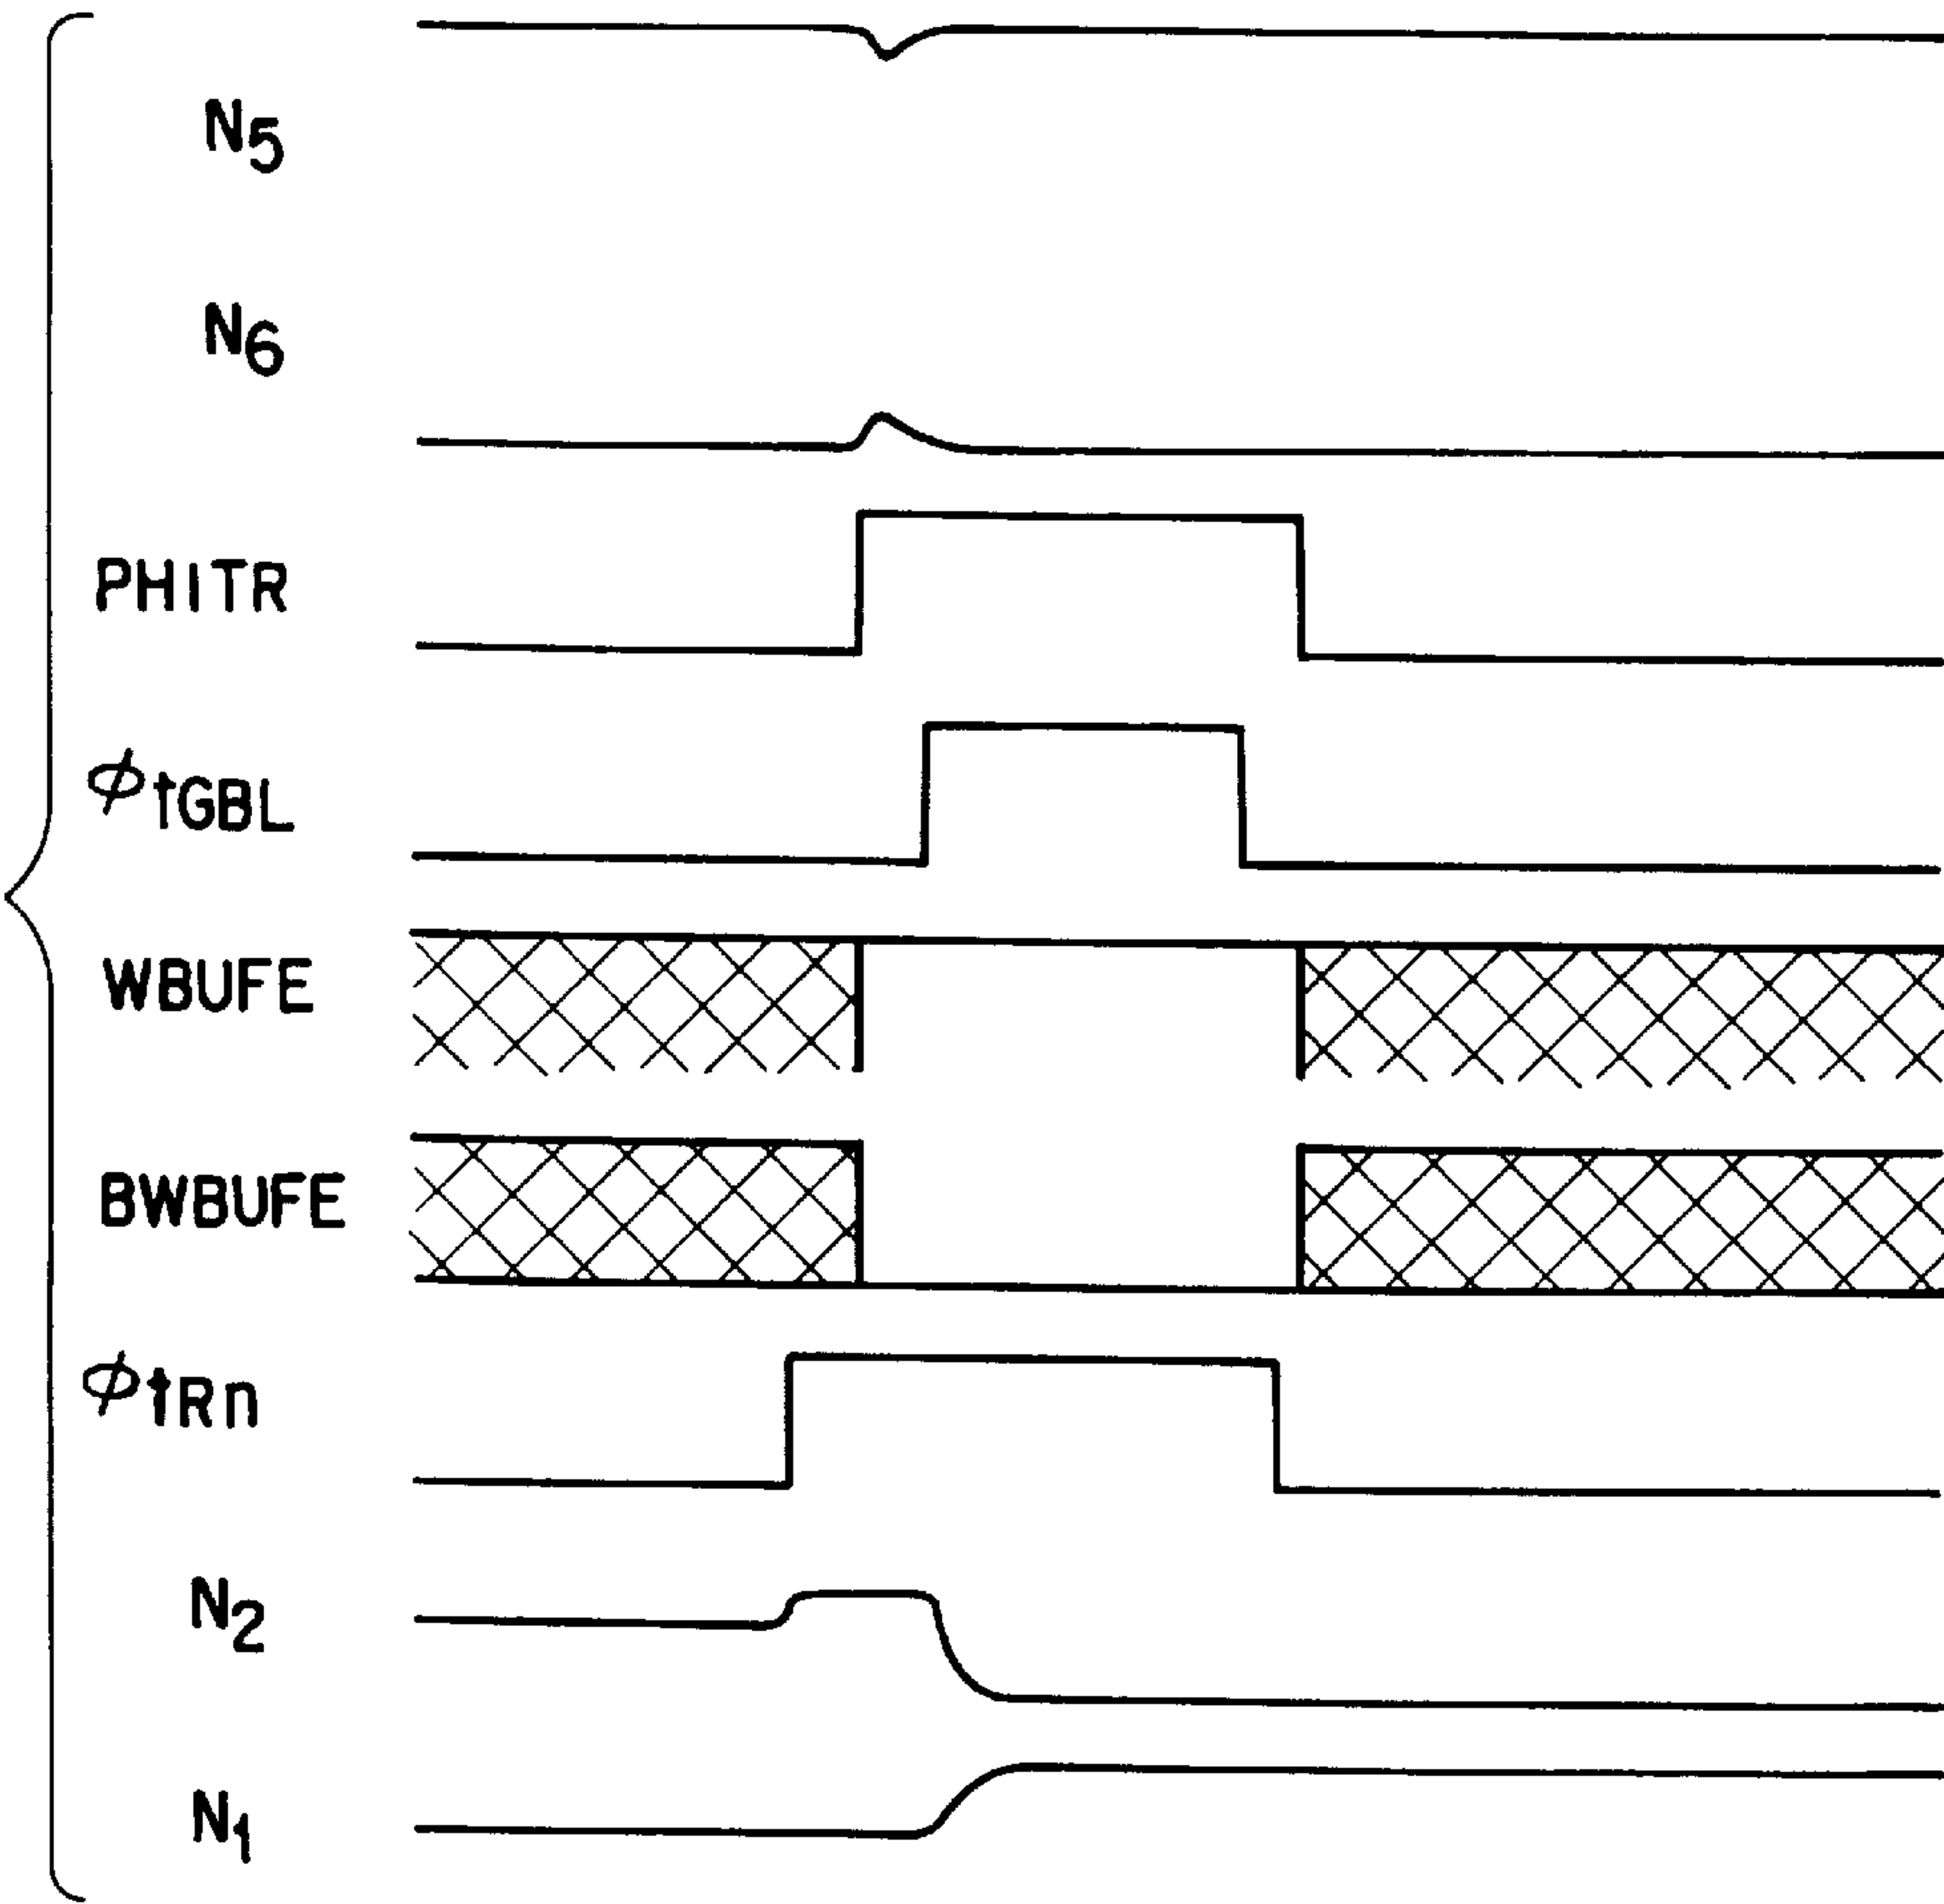 N5
N6
PHITR
ϕtGBL
WBUFE
BWBUFE
ϕtRn
N2
N1